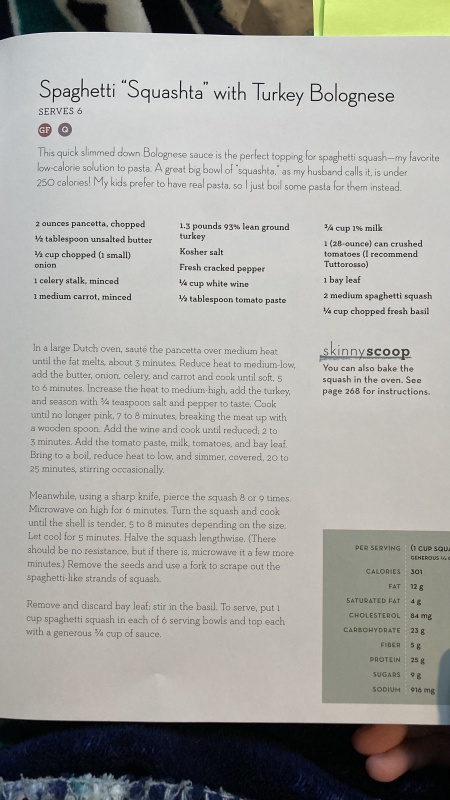 Spaghetti "Squashta" with Turkey Bolognese
SERVES 6
GF Q
This quick slimmed down Bolognese sauce is the perfect topping for spaghetti squash—my favorite
low-calorie solution to pasta. A great big bowl of "squashta," as my husband calls it, is under
250 calories! My kids prefer to have real pasta, so I just boil some pasta for them instead.
2 ounces pancetta, chopped
½ tablespoon unsalted butter
½ cup chopped (1 small)
onion
1 celery stalk, minced
1 medium carrot, minced
1.3 pounds 93% lean ground
turkey
Kosher salt
Fresh cracked pepper
¼ cup white wine
½ tablespoon tomato paste
¾ cup 1% milk
1 (28-ounce) can crushed
tomatoes (I recommend
Tuttorosso)
1 bay leaf
2 medium spaghetti squash
¼ cup chopped fresh basil
In a large Dutch oven, sauté the pancetta over medium heat
until the fat melts, about 3 minutes. Reduce heat to medium-low,
add the butter, onion, celery, and carrot and cook until soft, 5
to 6 minutes. Increase the heat to medium-high, add the turkey,
and season with ¾ teaspoon salt and pepper to taste. Cook
until no longer pink, 7 to 8 minutes, breaking the meat up with
a wooden spoon. Add the wine and cook until reduced, 2 to
3 minutes. Add the tomato paste, milk, tomatoes, and bay leaf.
Bring to a boil, reduce heat to low, and simmer, covered, 20 to
25 minutes, stirring occasionally.
Meanwhile, using a sharp knife, pierce the squash 8 or 9 times.
Microwave on high for 6 minutes. Turn the squash and cook
until the shell is tender, 5 to 8 minutes depending on the size.
Let cool for 5 minutes. Halve the squash lengthwise. (There
should be no resistance, but if there is, microwave it a few more
minutes.) Remove the seeds and use a fork to scrape out the
spaghetti-like strands of squash.
Remove and discard bay leaf; stir in the basil. To serve, put 1
cup spaghetti squash in each of 6 serving bowls and top each
with a generous ¾ cup of sauce.
skinnyscoop
You can also bake the
squash in the oven. See
page 268 for instructions.
PER SERVING (1 CUP SQUA
GENEROUS
CALORIES 301
FAT 12 g
SATURATED FAT 4 g
CHOLESTEROL 84 mg
CARBOHYDRATE 23 g
FIBER 5 g
PROTEIN 25 g
SUGARS 9 g
SODIUM 916 mg